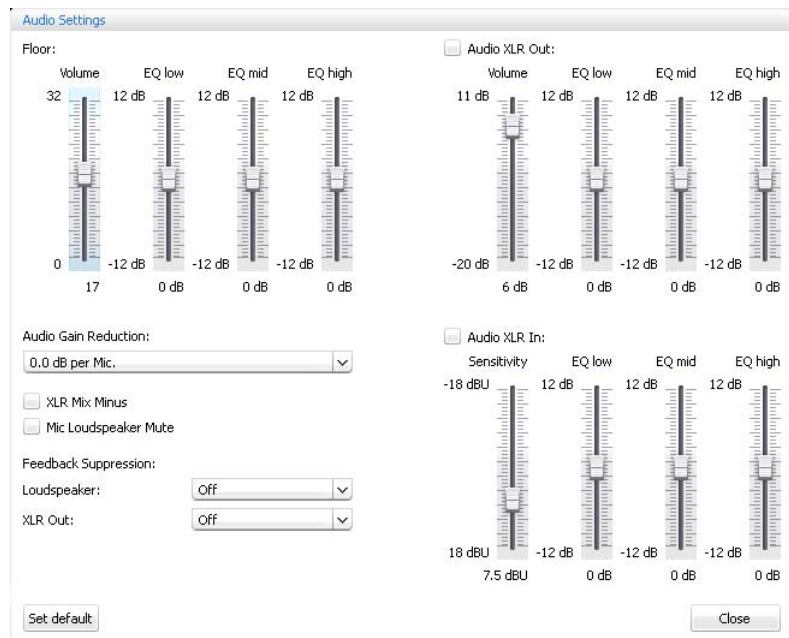 Audio Settings
Floor:
Volume EQ low EQ mid EQ high
32 12 dB 12 dB 12 dB
0 -12 dB -12 dB -12 dB
17 0 dB 0 dB 0 dB
Audio Gain Reduction:
0.0 dB per Mic.
XLR Mix Minus
Mic Loudspeaker Mute
Feedback Suppression:
Loudspeaker: Off
XLR Out: Off
Set default
Audio XLR Out:
Volume EQ low EQ mid EQ high
11 dB 12 dB 12 dB 12 dB
-20 dB -12 dB -12 dB -12 dB
6 dB 0 dB 0 dB 0 dB
Audio XLR In:
Sensitivity EQ low EQ mid EQ high
-18 dBU 12 dB 12 dB 12 dB
18 dBU -12 dB -12 dB -12 dB
7.5 dBU 0 dB 0 dB 0 dB
Close